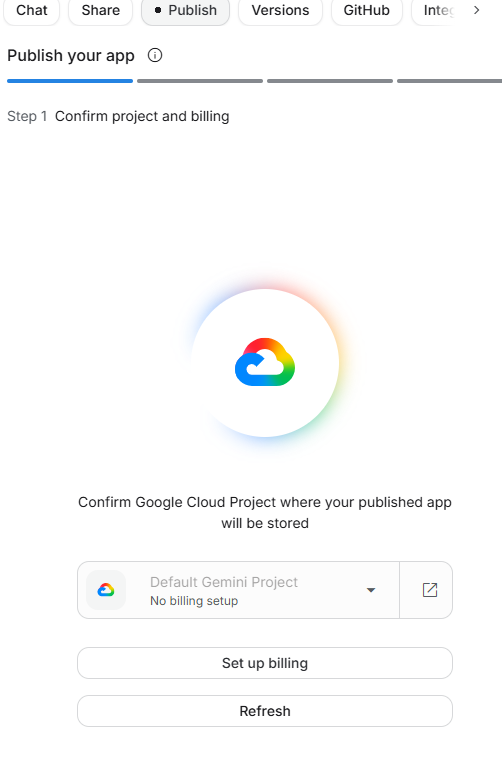 Chat Share Publish Versions GitHub
Publish your app
Step 1 Confirm project and billing
Confirm Google Cloud Project where your published app
will be stored
Default Gemini Project
No billing setup
Set up billing
Refresh